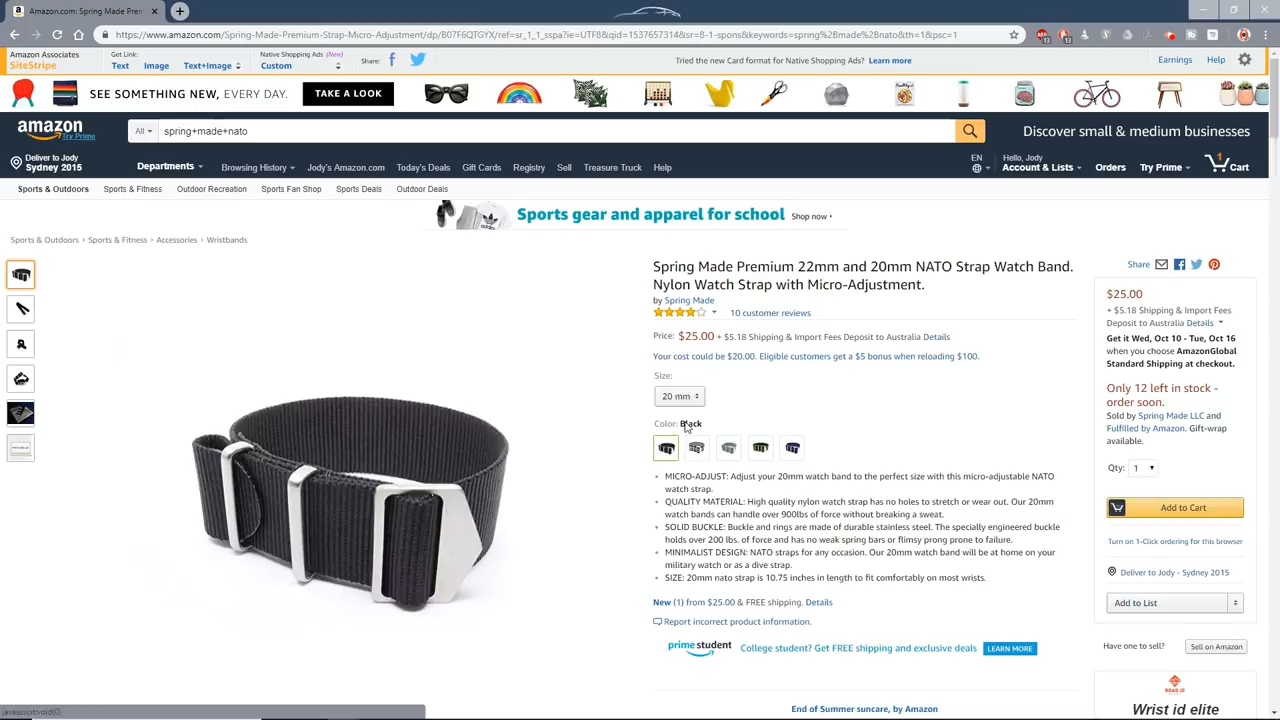 Amazon.com: Spring Made Pren
https://www.amazon.com/Spring-Made-Premium-Strap-Micro-Adjustment/dp/B07F6QTGYX/ref=sr_1_1_sspa?ie=UTF8&qid=1537657314&sr=8-1-spons&keywords=spring%2Bmade%2Bnato&th=1&psc=1
Amazon Associates
SiteStripe
Get Link:
Text Image Text+Image
Native Shopping Ads (New)
Custom
Share:
Tried the new Card format for Native Shopping Ads? Learn more
Earnings Help
SEE SOMETHING NEW, EVERY DAY. TAKE A LOOK
amazon
Try Prime
All
spring+made+nato
Discover small & medium businesses
Deliver to Jody
Sydney 2015
Departments Browsing History Jody's Amazon.com Today's Deals Gift Cards Registry Sell Treasure Truck Help
EN
Hello, Jody
Account & Lists Orders Try Prime 1 Cart
Sports & Outdoors Sports & Fitness Outdoor Recreation Sports Fan Shop Sports Deals Outdoor Deals
adidas
Sports gear and apparel for school Shop now ›
Sports & Outdoors › Sports & Fitness › Accessories › Wristbands
Spring Made Premium 22mm and 20mm NATO Strap Watch Band.
Nylon Watch Strap with Micro-Adjustment.
by Spring Made
10 customer reviews
Price: $25.00 + $5.18 Shipping & Import Fees Deposit to Australia Details
Your cost could be $20.00. Eligible customers get a $5 bonus when reloading $100.
Size:
20 mm
Color: Black
• MICRO-ADJUST: Adjust your 20mm watch band to the perfect size with this micro-adjustable NATO
watch strap.
• QUALITY MATERIAL: High quality nylon watch strap has no holes to stretch or wear out. Our 20mm
watch bands can handle over 900lbs of force without breaking a sweat.
• SOLID BUCKLE: Buckle and rings are made of durable stainless steel. The specially engineered buckle
holds over 200 lbs. of force and has no weak spring bars or flimsy prong prone to failure.
• MINIMALIST DESIGN: NATO straps for any occasion. Our 20mm watch band will be at home on your
military watch or as a dive strap.
• SIZE: 20mm nato strap is 10.75 inches in length to fit comfortably on most wrists.
New (1) from $25.00 & FREE shipping. Details
Report incorrect product information.
prime student College student? Get FREE shipping and exclusive deals LEARN MORE
End of Summer suncare, by Amazon
Share
$25.00
+ $5.18 Shipping & Import Fees
Deposit to Australia Details
Get it Wed, Oct 10 - Tue, Oct 16
when you choose AmazonGlobal
Standard Shipping at checkout.
Only 12 left in stock -
order soon.
Sold by Spring Made LLC and
Fulfilled by Amazon. Gift-wrap
available.
Qty: 1
Add to Cart
Turn on 1-Click ordering for this browser
Deliver to Jody - Sydney 2015
Add to List
Have one to sell? Sell on Amazon
ROAD iD
Wrist id elite
javascript:void(0)